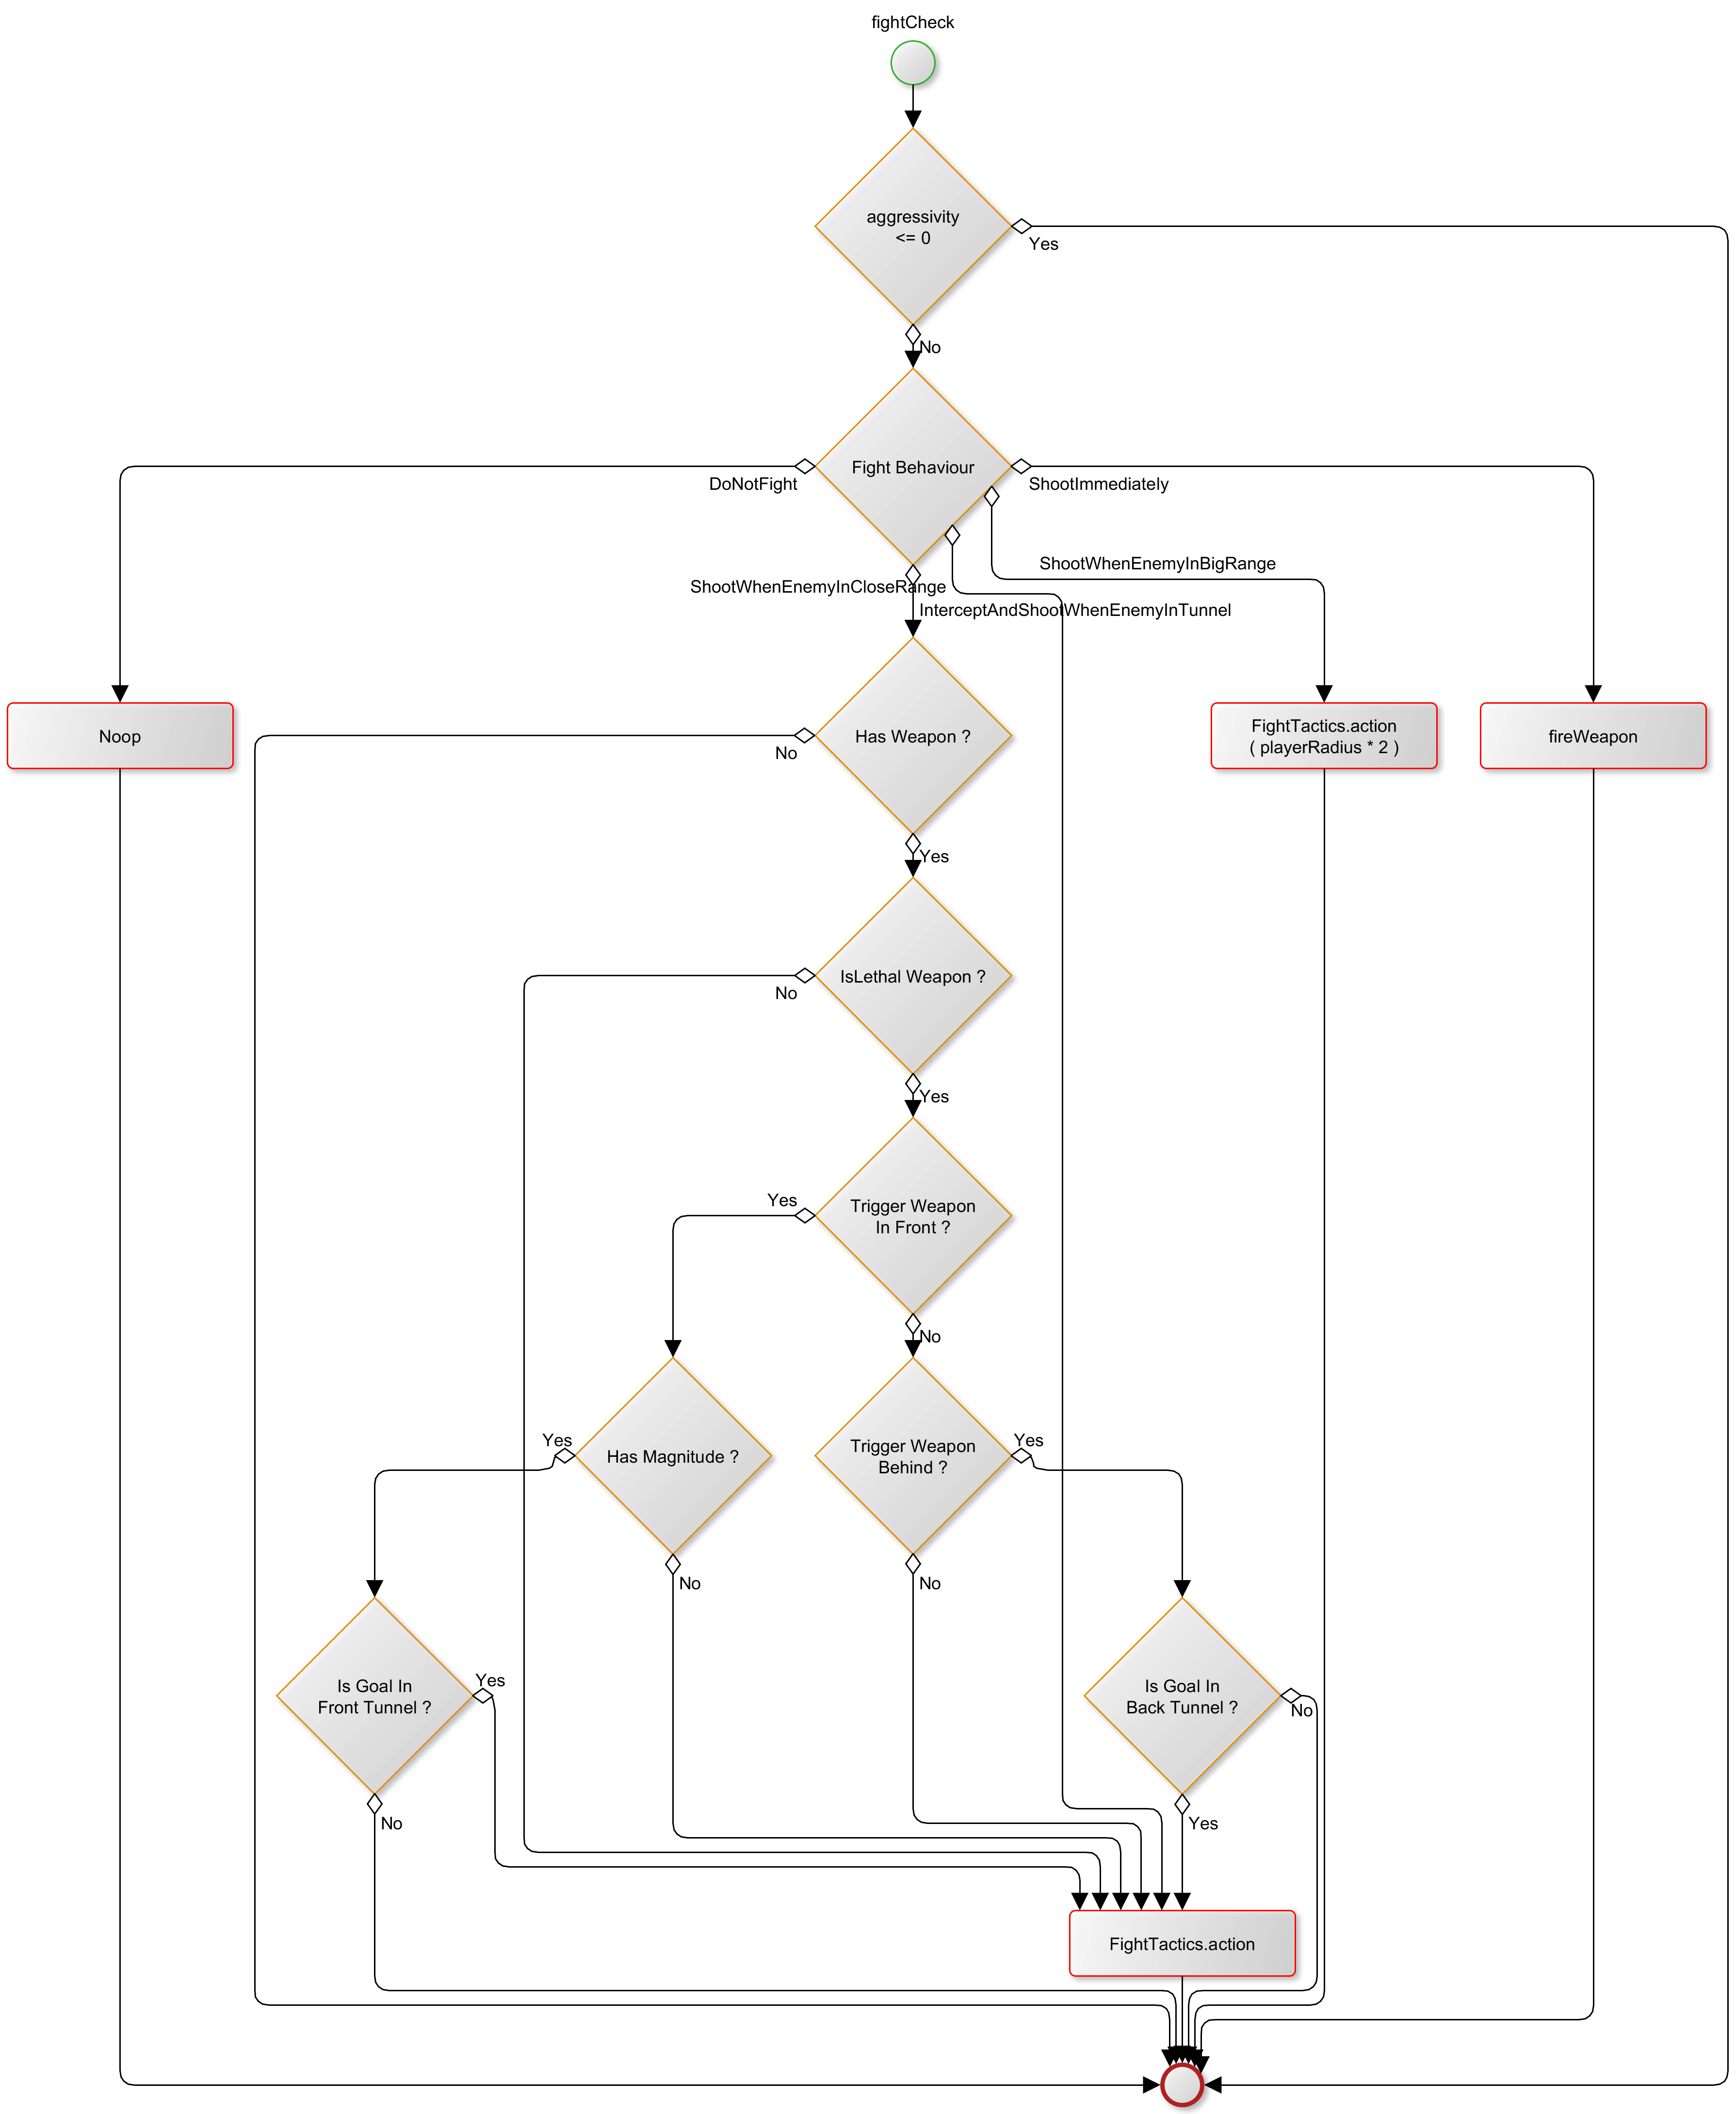 fightCheck
aggressivity
<= 0
Yes
No
Fight Behaviour
DoNotFight
ShootImmediately
ShootWhenEnemyInBigRange
ShootWhenEnemyInCloseRange
InterceptAndShootWhenEnemyInTunnel
Noop
Has Weapon ?
No
FightTactics.action
( playerRadius * 2 )
fireWeapon
Yes
IsLethal Weapon ?
No
Yes
Yes
Trigger Weapon
In Front ?
No
Yes
Has Magnitude ?
Trigger Weapon
Behind ?
Yes
No
No
Is Goal In
Front Tunnel ?
Yes
Is Goal In
Back Tunnel ?
No
No
Yes
FightTactics.action